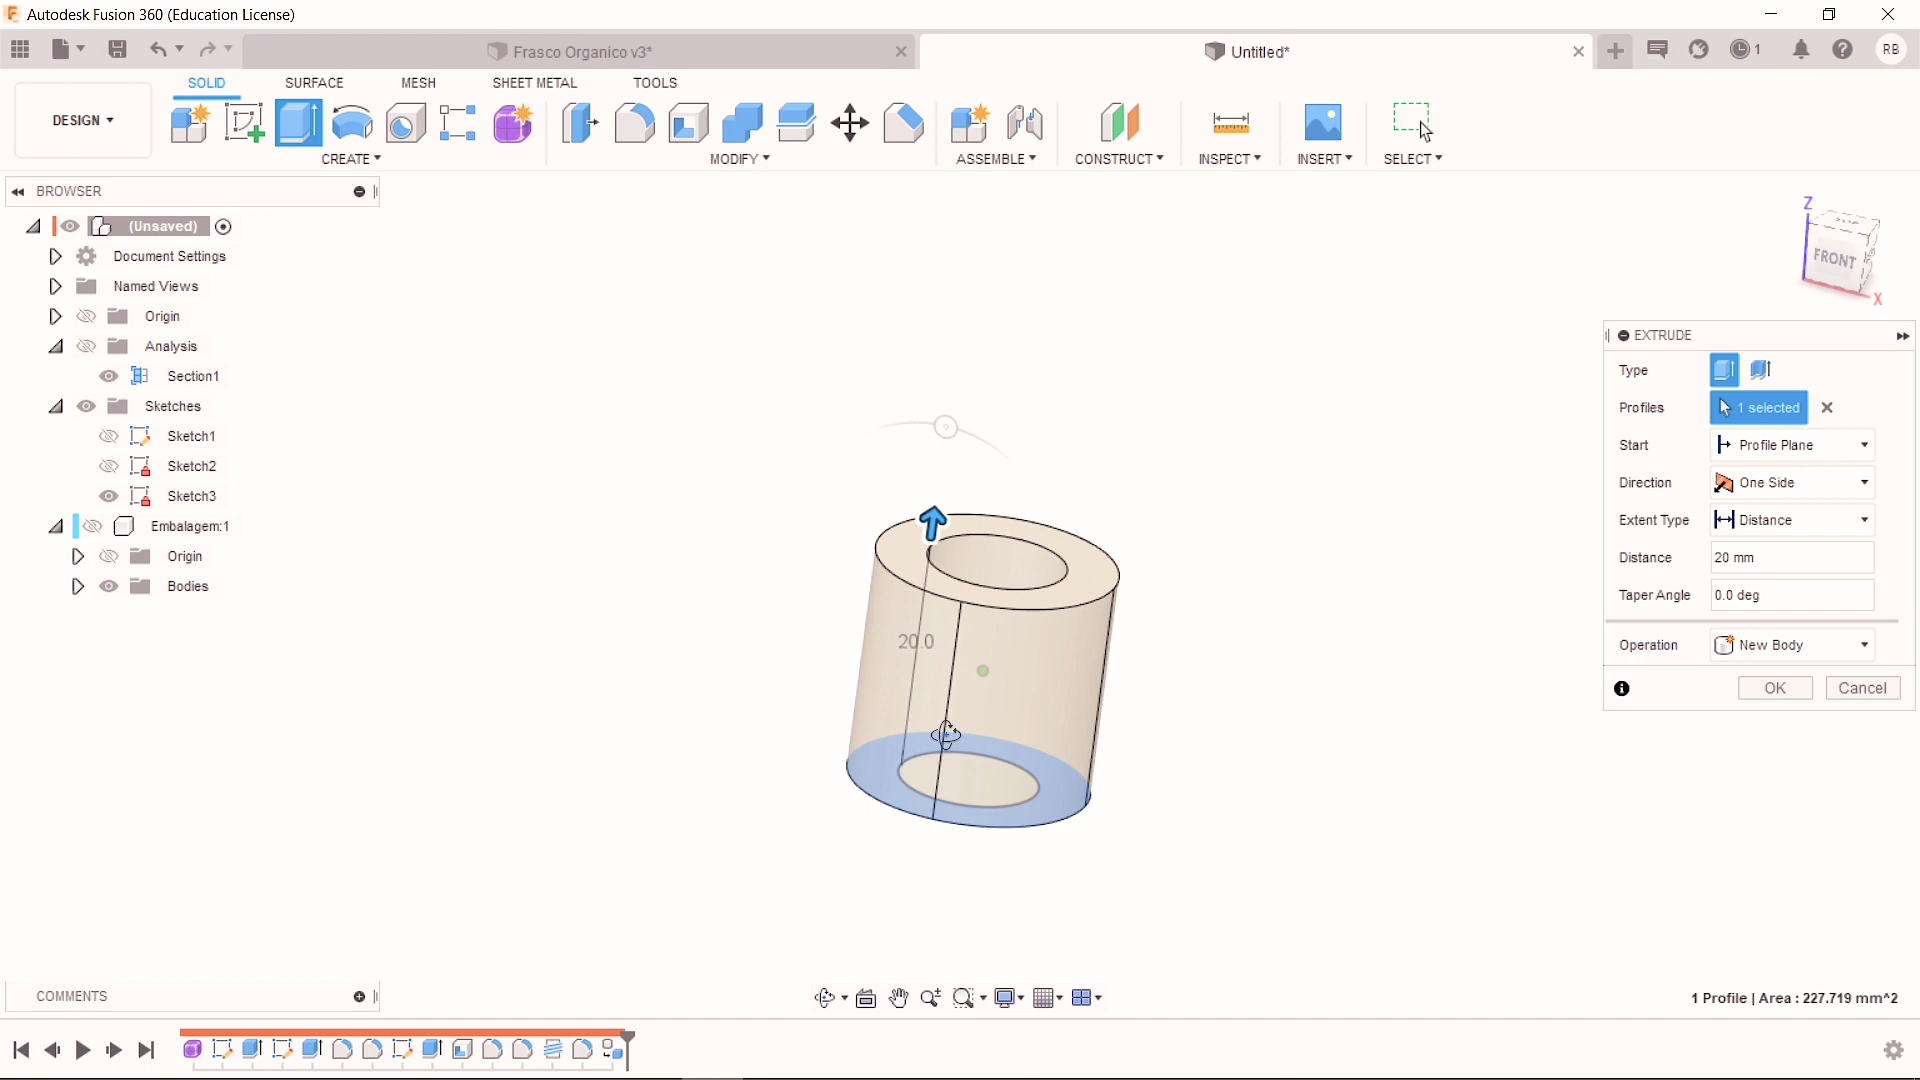 Autodesk Fusion 360 (Education License)
Frasco Organico v3*
Untitled*
1
RB
DESIGN
SOLID
SURFACE
MESH
SHEET METAL
TOOLS
CREATE
MODIFY
ASSEMBLE
CONSTRUCT
INSPECT
INSERT
SELECT
BROWSER
(Unsaved)
Document Settings
Named Views
Origin
Analysis
Section1
Sketches
Sketch1
Sketch2
Sketch3
Embalagem:1
Origin
Bodies
20.0
Z
FRONT
X
EXTRUDE
Type
Profiles 1 selected
Start Profile Plane
Direction One Side
Extent Type Distance
Distance 20 mm
Taper Angle 0.0 deg
Operation New Body
OK Cancel
COMMENTS
1 Profile | Area : 227.719 mm^2